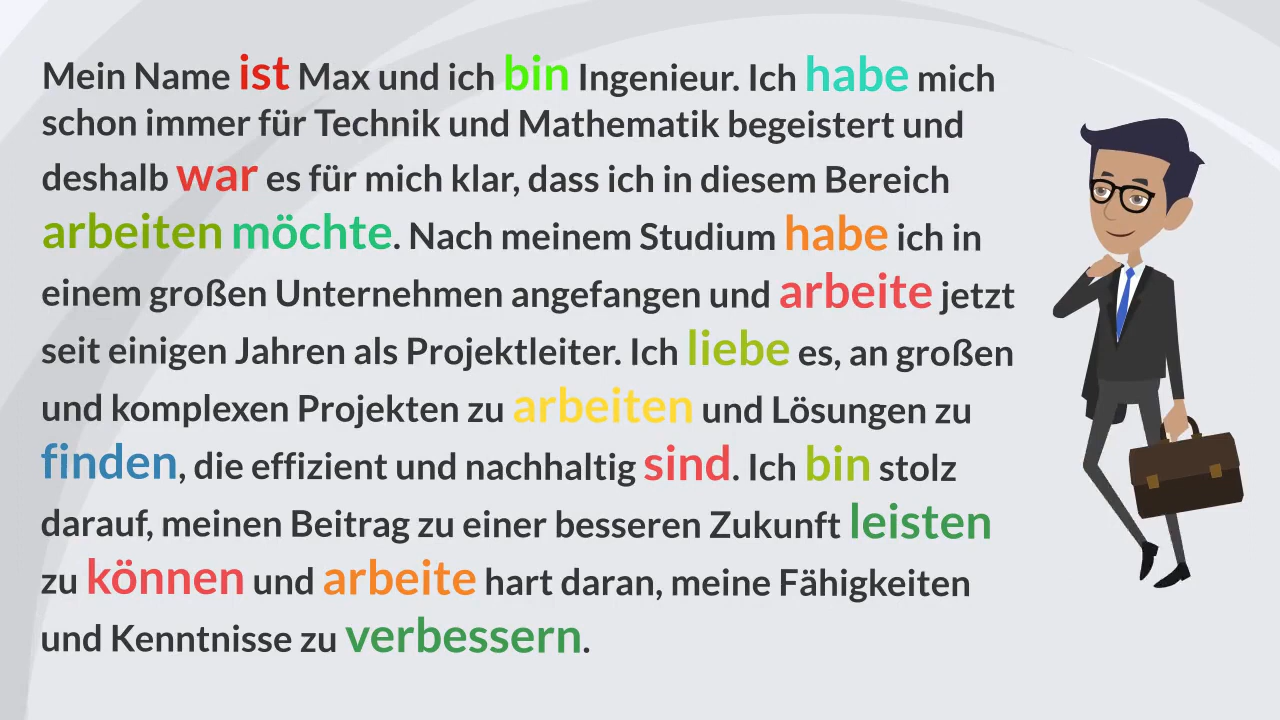 Mein Name ist Max und ich bin Ingenieur. Ich habe mich
schon immer für Technik und Mathematik begeistert und
deshalb war es für mich klar, dass ich in diesem Bereich
arbeiten möchte. Nach meinem Studium habe ich in
einem großen Unternehmen angefangen und arbeite jetzt
seit einigen Jahren als Projektleiter. Ich liebe es, an großen
und komplexen Projekten zu arbeiten und Lösungen zu
finden, die effizient und nachhaltig sind. Ich bin stolz
darauf, meinen Beitrag zu einer besseren Zukunft leisten
zu können und arbeite hart daran, meine Fähigkeiten
und Kenntnisse zu verbessern.